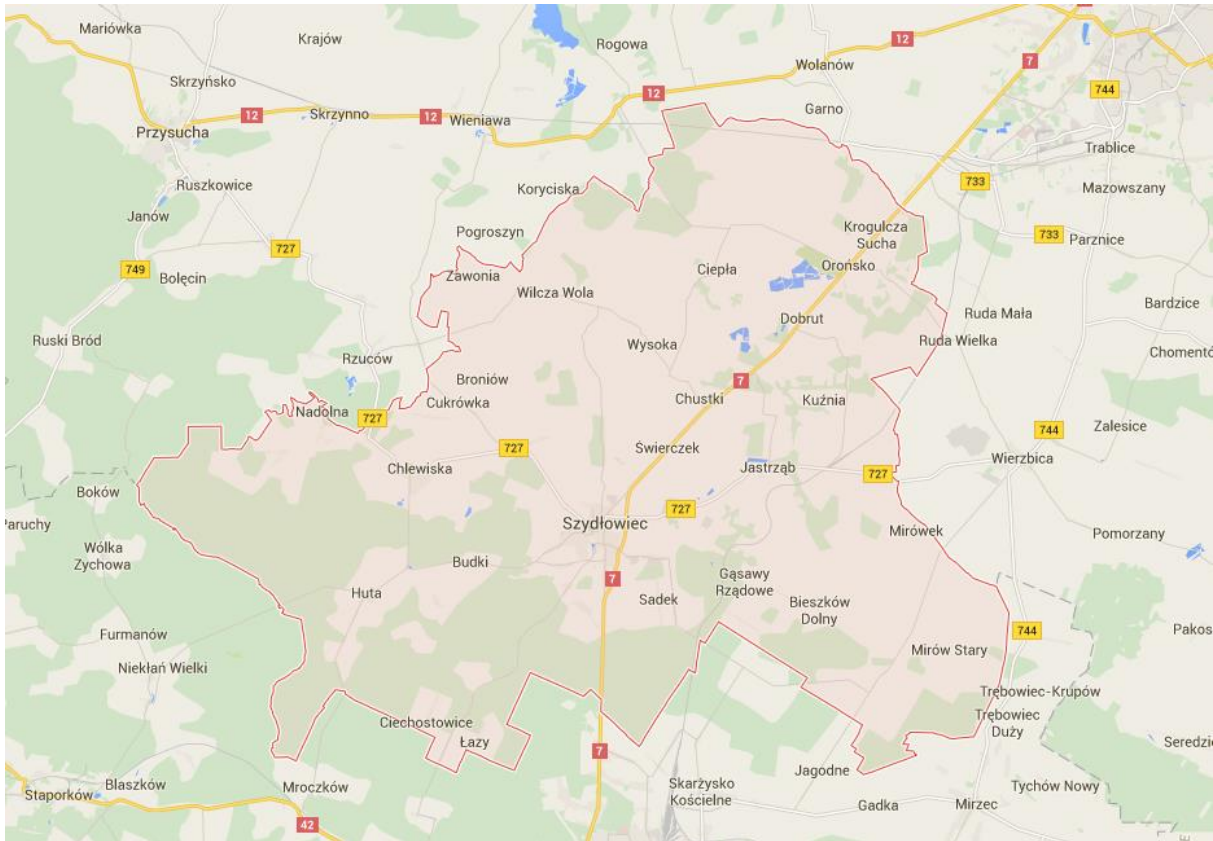 7
12
Mariówka
Krajów
Rogowa
Wolanów
7
Skrzyńsko
12
744
Garno
12
Skrzynno
12
Wieniawa
Przysucha
Trablice
Ruszkowice
Koryciska
733
Mazowszany
Janów
Pogroszyn
Krogulcza
Sucha
733
Parznice
727
749
Bolęcin
Zawonia
Ciepła
Orońsko
Wilcza Wola
Bardzice
Dobrut
Ruda Mała
Ruski Bród
Wysoka
Ruda Wielka
Chomentó
Rzuców
Broniów
7
Cukrówka
Chustki
Kuźnia
Nadolna
727
Zalesice
744
727
Świerczek
Wierzbica
Chlewiska
Jastrząb
727
Boków
727
Paruchy
Szydłowiec
Mirówek
Pomorzany
Wólka
Zychowa
Budki
7
Gąsawy
Rządowe
Huta
Sadek
Bieszków
Dolny
Furmanów
744
Pakos
Niekłań Wielki
Mirów Stary
Trębowiec-Krupów
Ciechostowice
Trębowiec
Duży
Łazy
7
Seredzi
Jagodne
Blaszków
Mroczków
Skarżysko
Kościelne
Tychów Nowy
Staporków
Gadka
Mirzec
42